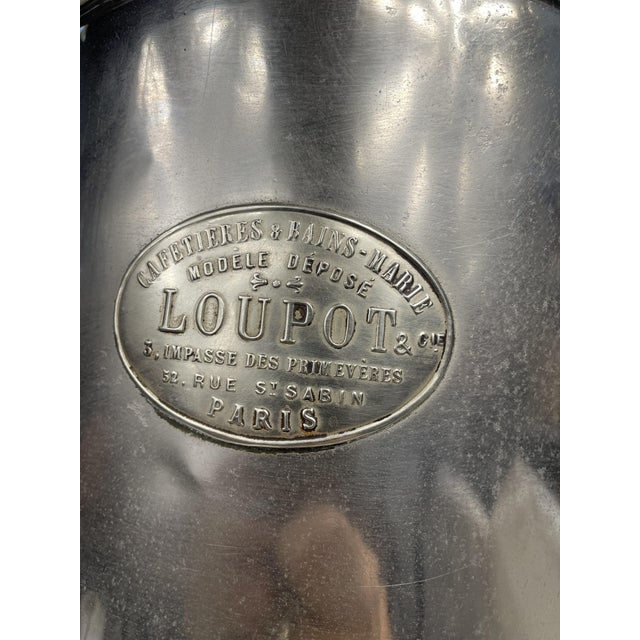 CAFETIERES & BAINS-MARIE
MODÈLE DÉPOSÉ
LOUPOT & CIE
3, IMPASSE DES PRIMEVÈRES
52, RUE ST SABIN
PARIS